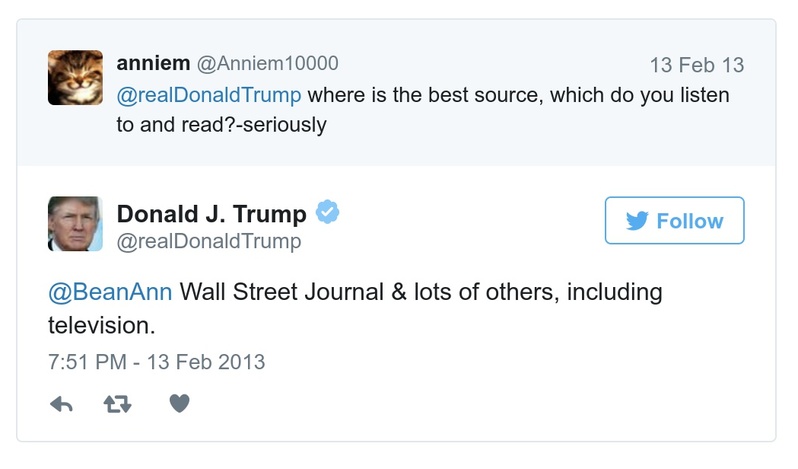 anniem @Anniem10000 13 Feb 13
@realDonaldTrump where is the best source, which do you listen
to and read?-seriously
Donald J. Trump
@realDonaldTrump
Follow
@BeanAnn Wall Street Journal & lots of others, including
television.
7:51 PM - 13 Feb 2013